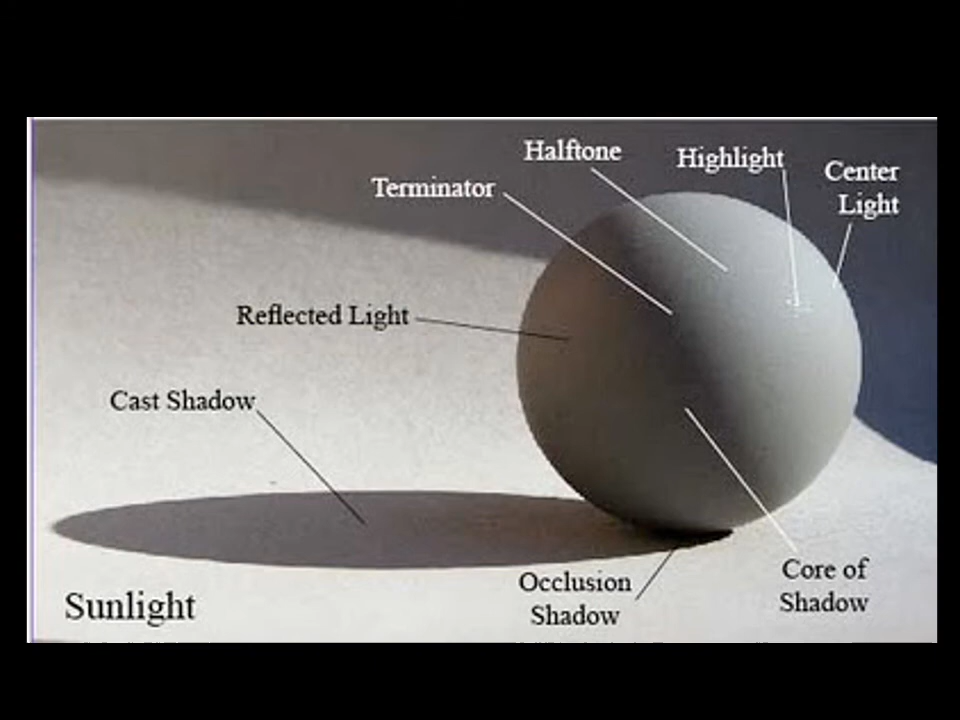 Halftone
Highlight
Center
Light
Terminator
Reflected Light
Cast Shadow
Occlusion
Shadow
Core of
Shadow
Sunlight